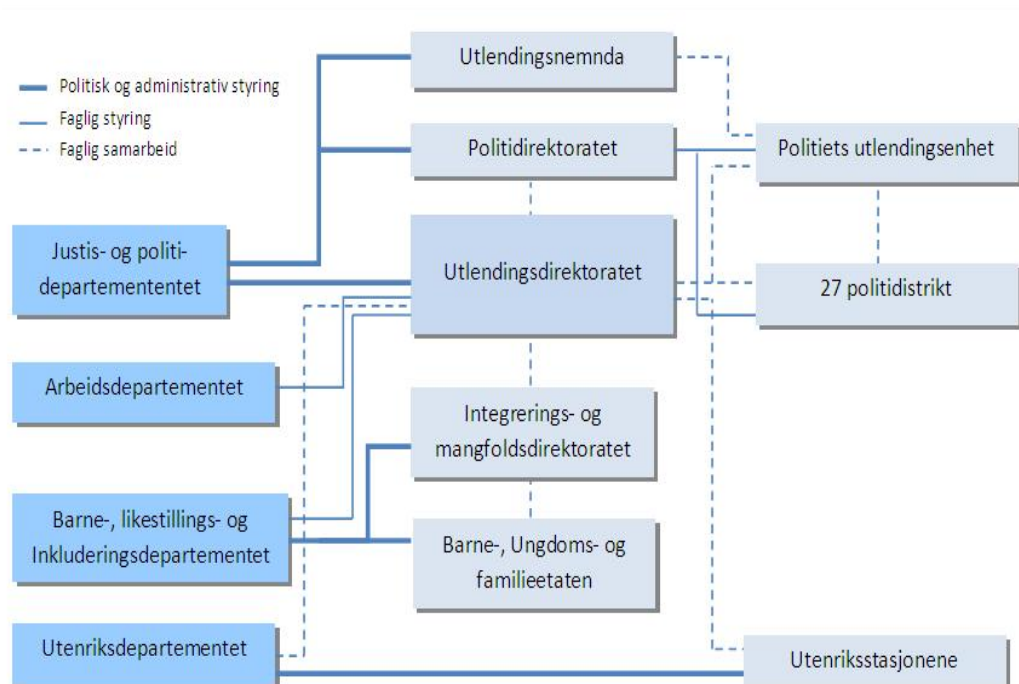 Politisk og administrativ styring
Faglig styring
Faglig samarbeid
Utlendingsnemnda
Politidirektoratet
Politiets utlendingsenhet
Justis- og politi-
departementet
Utlendingsdirektoratet
27 politidistrikt
Arbeidsdepartementet
Integrerings- og
mangfoldsdirektoratet
Barne-, likestillings- og
Inkluderingsdepartementet
Barne-, Ungdoms- og
familieetaten
Utenriksdepartementet
Utenriksstasjonene